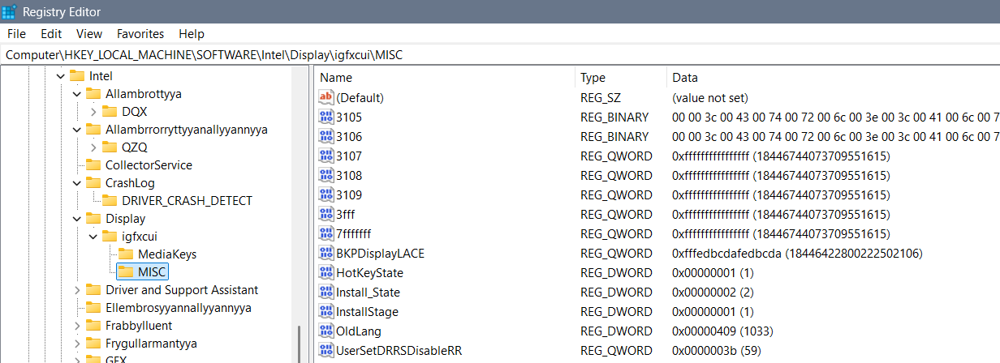 Registry Editor
File Edit View Favorites Help
Computer\HKEY_LOCAL_MACHINE\SOFTWARE\Intel\Display\igfxcui\MISC
Intel
Allambrottyya
DQX
Allambrrorryttyyanallyyannyya
QZQ
CollectorService
CrashLog
DRIVER_CRASH_DETECT
Display
igfxcui
MediaKeys
MISC
Driver and Support Assistant
Ellembrosyyannallyyannyya
Frabbylluent
Frygullarmantyya
GFX
Name Type Data
(Default) REG_SZ (value not set)
3105 REG_BINARY 00 00 3c 00 43 00 74 00 72 00 6c 00 3e 00 3c 00 41 00 6c 00 7
3106 REG_BINARY 00 00 3c 00 43 00 74 00 72 00 6c 00 3e 00 3c 00 41 00 6c 00 7
3107 REG_QWORD 0xffffffffffffffff (18446744073709551615)
3108 REG_QWORD 0xffffffffffffffff (18446744073709551615)
3109 REG_QWORD 0xffffffffffffffff (18446744073709551615)
3fff REG_QWORD 0xffffffffffffffff (18446744073709551615)
7fffffff REG_QWORD 0xffffffffffffffff (18446744073709551615)
BKPDisplayLACE REG_QWORD 0xfffedbcdafedbcda (18446422800222502106)
HotKeyState REG_DWORD 0x00000001 (1)
Install_State REG_DWORD 0x00000002 (2)
InstallStage REG_DWORD 0x00000001 (1)
OldLang REG_DWORD 0x00000409 (1033)
UserSetDRRSDisableRR REG_QWORD 0x0000003b (59)